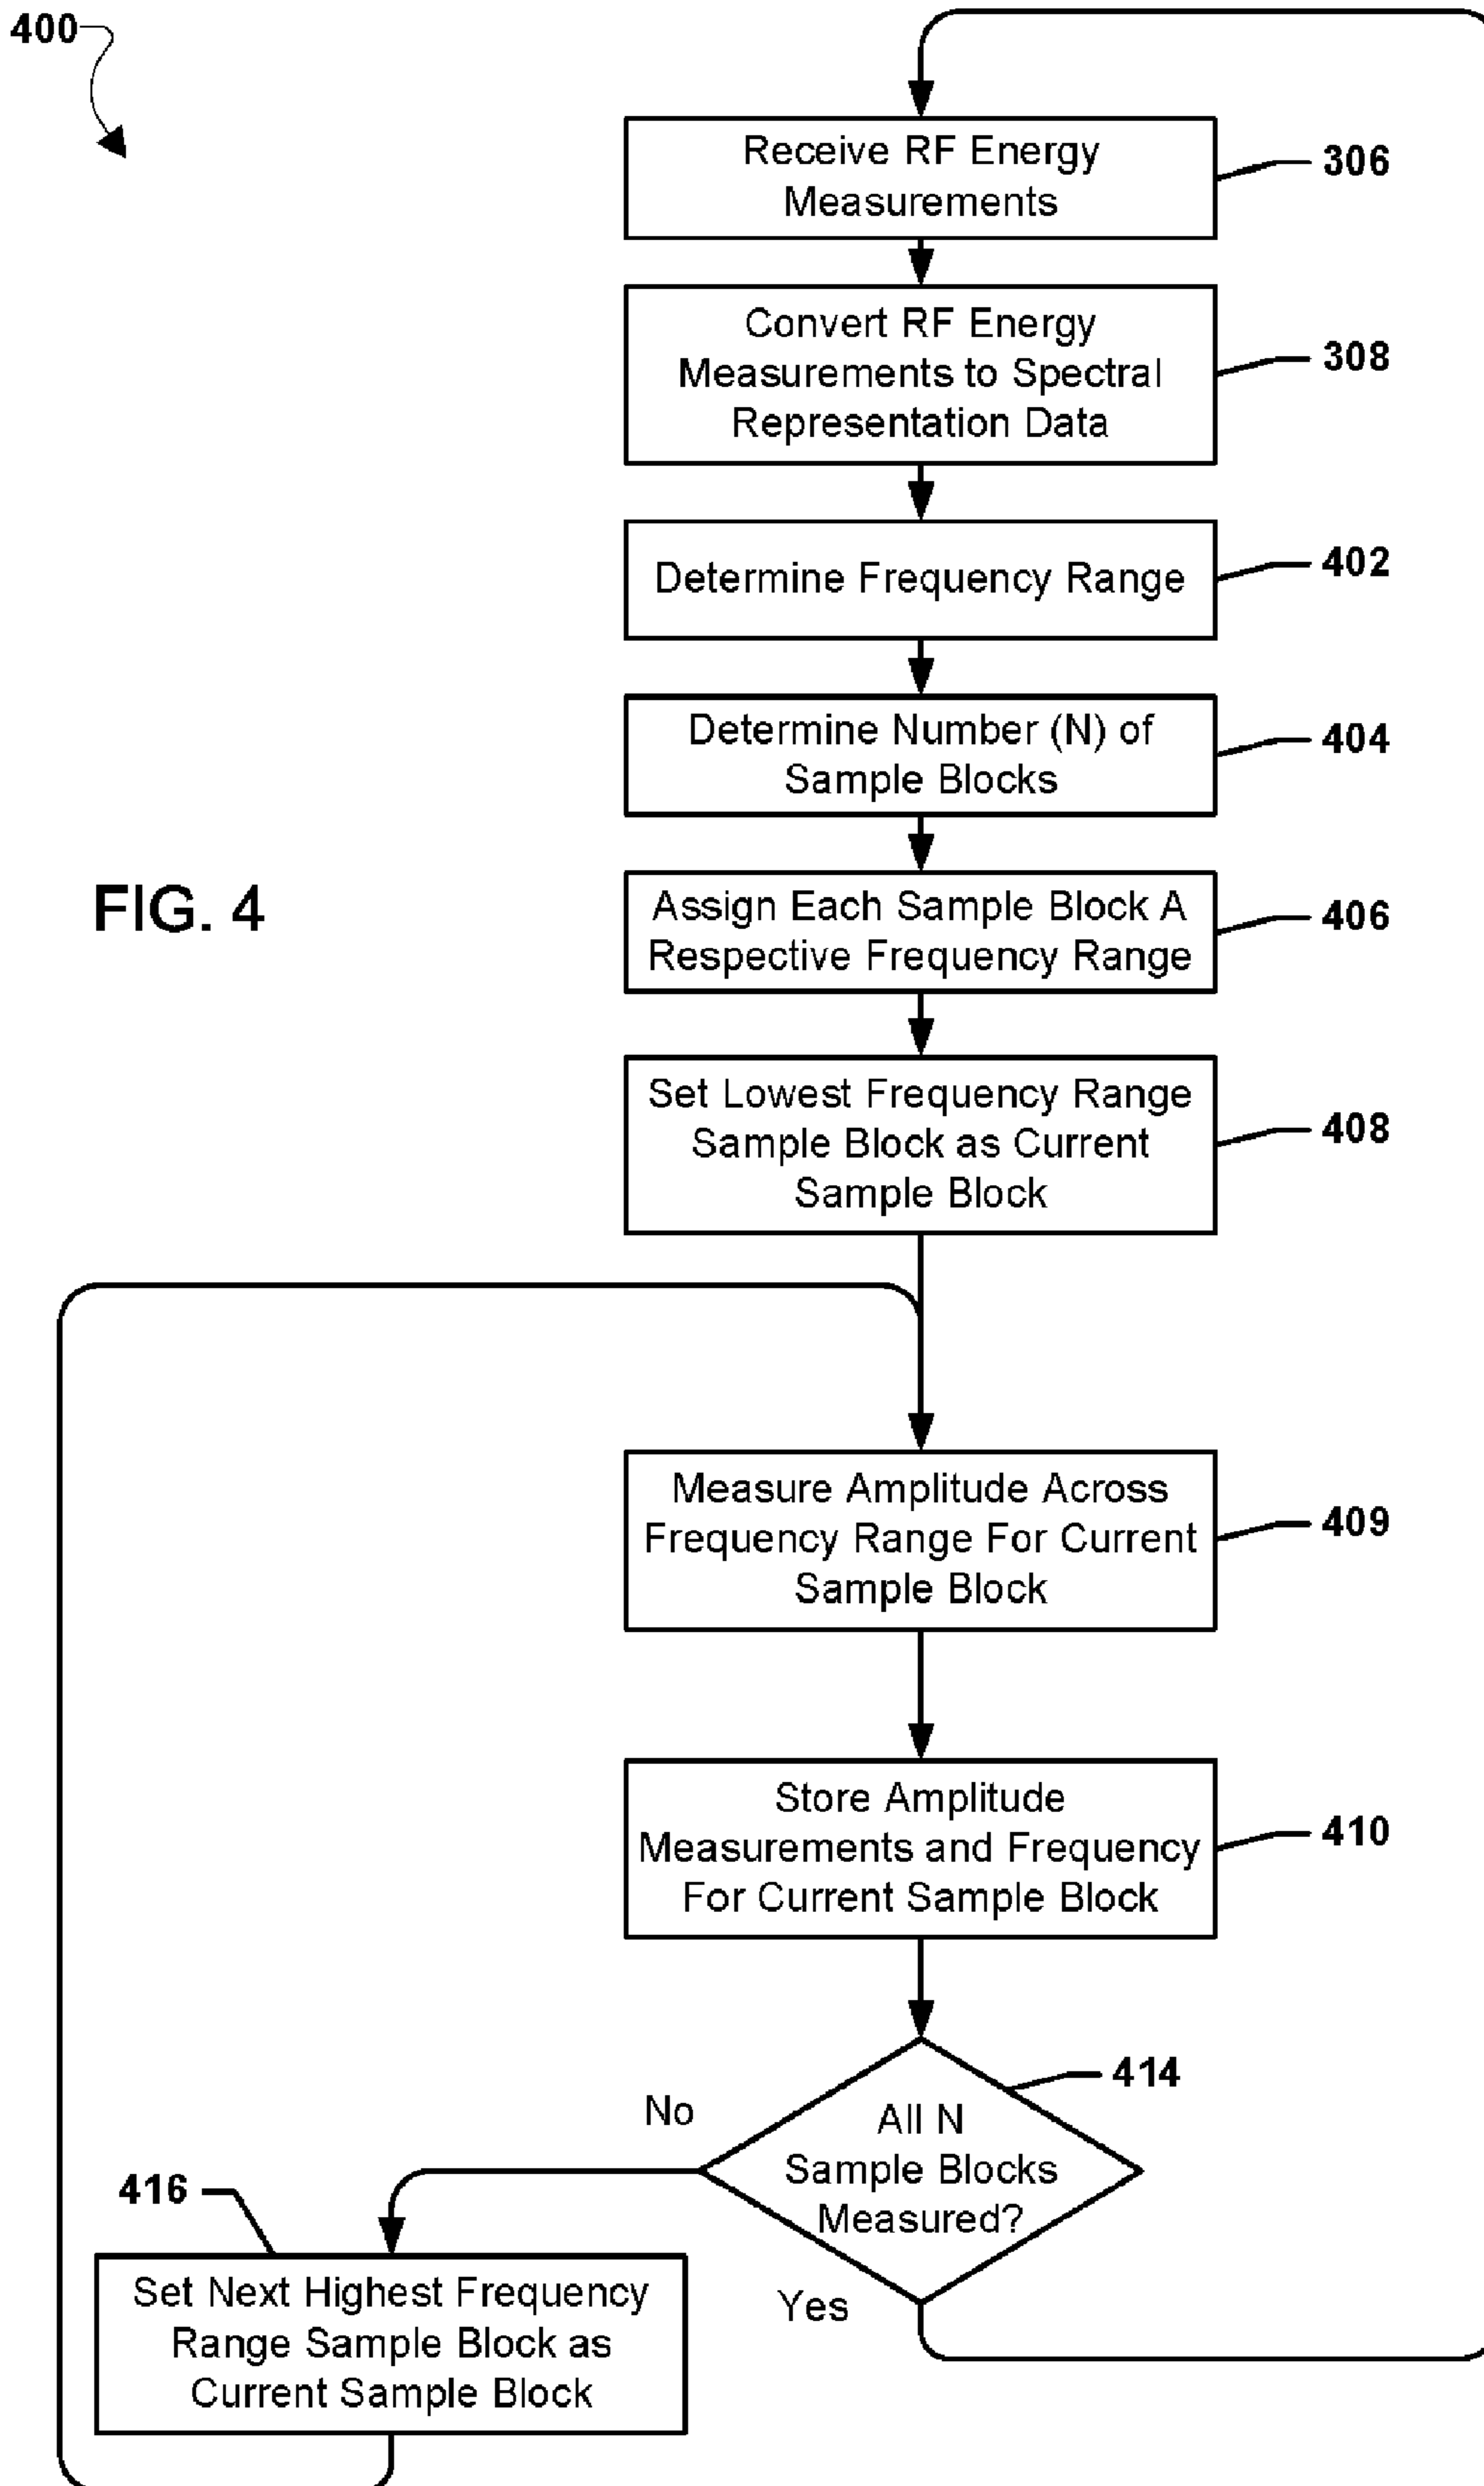 400
Receive RF Energy
Measurements
306
Convert RF Energy
Measurements to Spectral
Representation Data
308
Determine Frequency Range
402
Determine Number (N) of
Sample Blocks
404
FIG. 4
Assign Each Sample Block A
Respective Frequency Range
406
Set Lowest Frequency Range
Sample Block as Current
Sample Block
408
Measure Amplitude Across
Frequency Range For Current
Sample Block
409
Store Amplitude
Measurements and Frequency
For Current Sample Block
410
414
No
All N
Sample Blocks
Measured?
Yes
416
Set Next Highest Frequency
Range Sample Block as
Current Sample Block